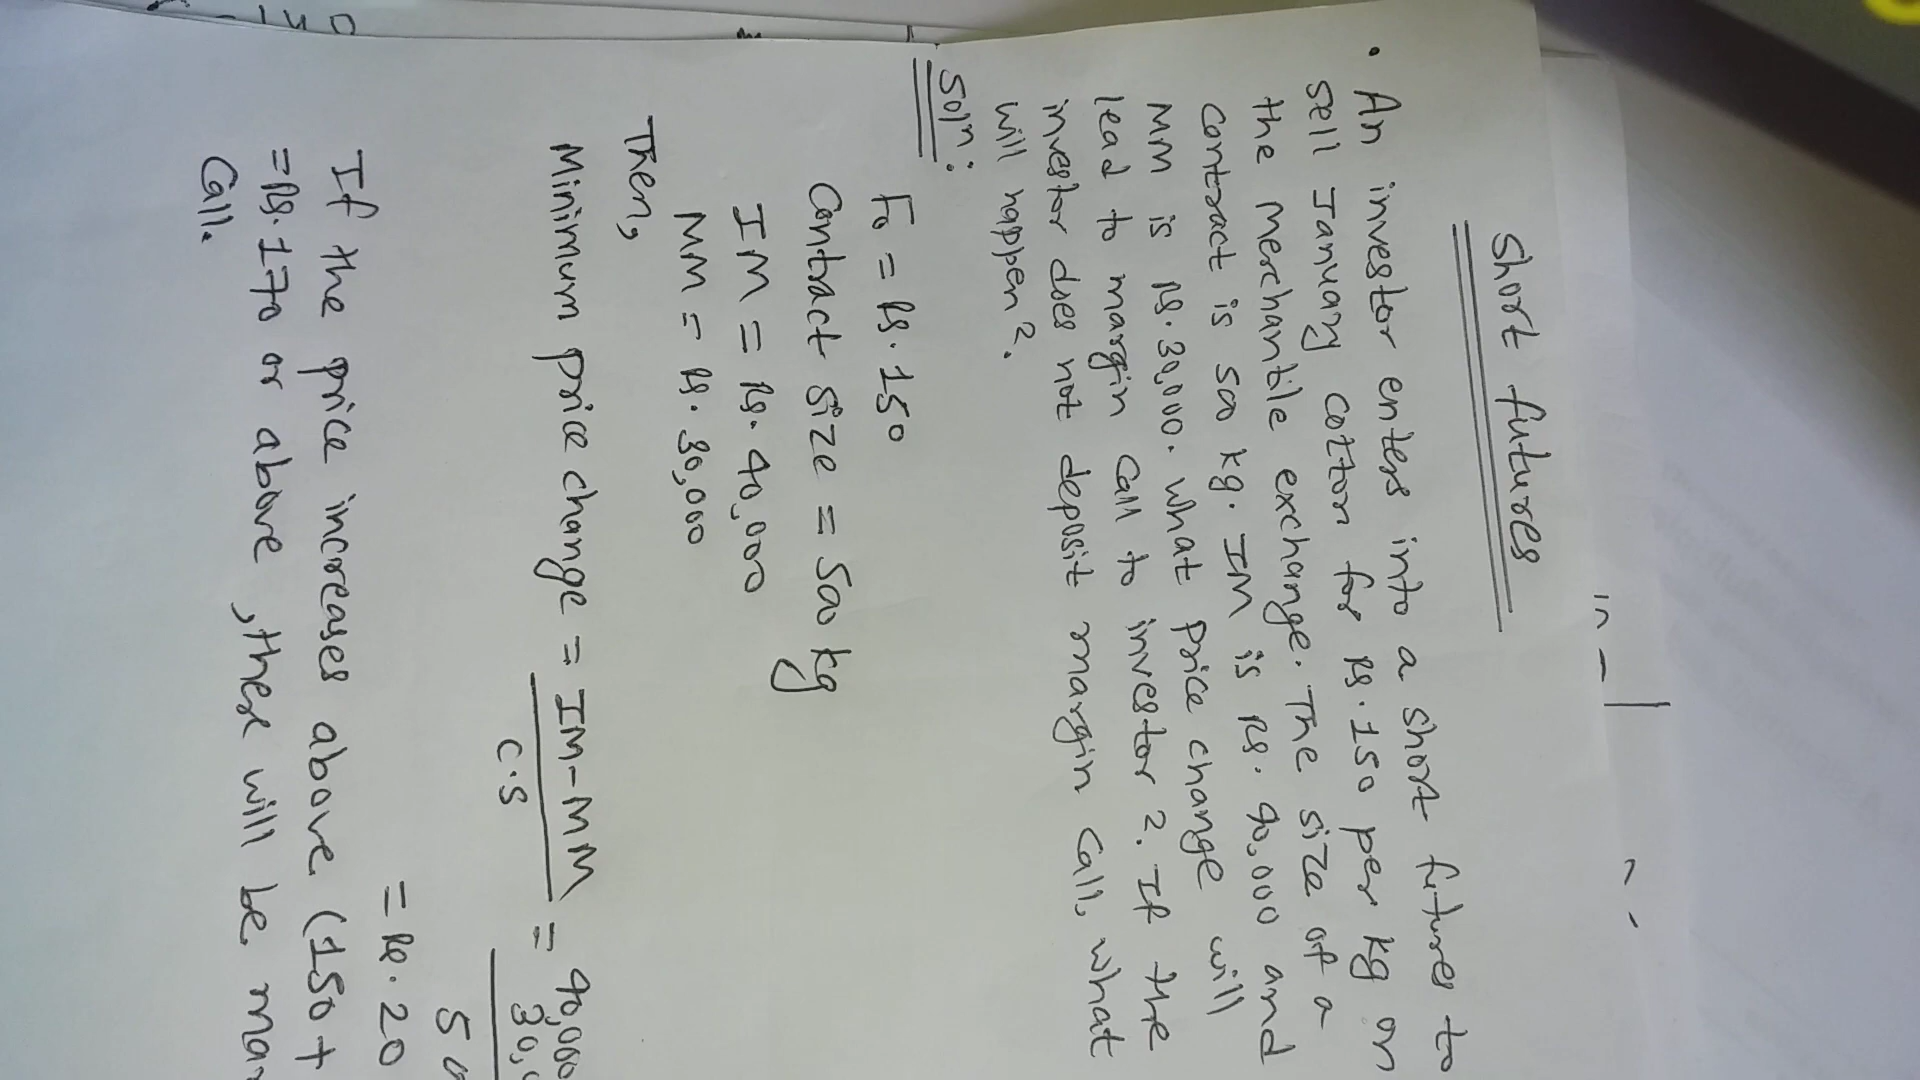 Short futures
• An investor enters into a short futures to
sell January cotton for Rs. 150 per kg on
the merchantile exchange. The size of a
contract is 500 kg. IM is Rs. 40,000 and
MM is Rs. 30,000. What price change will
lead to margin call to investor?. If the
investor does not deposit margin call, what
will happen?.
Soln:
F0 = Rs. 150
Contract size = 500 kg
IM = Rs. 40,000
MM = Rs. 30,000
Then,
Minimum price change = IM-MM = 40,000
C.S 30,
50
= Rs. 20
If the price increases above (150+
= Rs. 170 or above, there will be mar
Call.